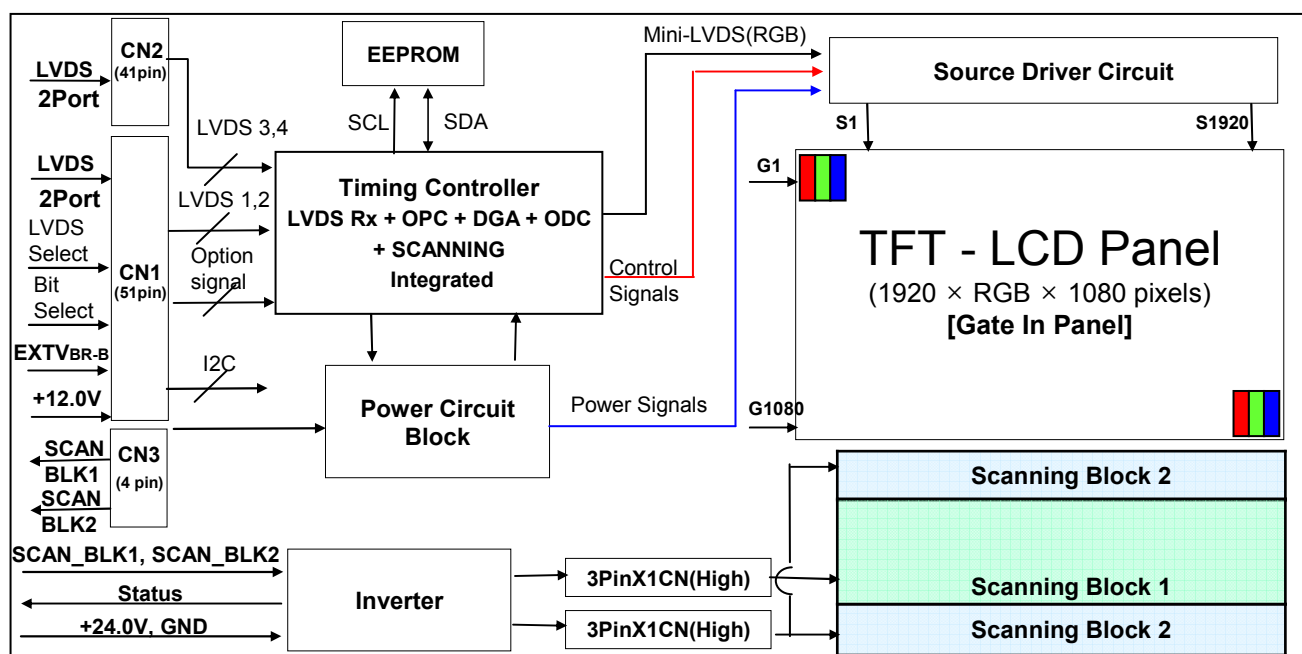 CN2
(41pin)
LVDS
2Port
EEPROM
SCL
SDA
Mini-LVDS(RGB)
Source Driver Circuit
S1
S1920
LVDS 3,4
LVDS
2Port
LVDS
Select
Bit
Select
EXTVBR-B
+12.0V
CN1
(51pin)
LVDS 1,2
Option
signal
I2C
Timing Controller
LVDS Rx + OPC + DGA + ODC
+ SCANNING
Integrated
Control
Signals
G1
TFT - LCD Panel
(1920 × RGB × 1080 pixels)
[Gate In Panel]
G1080
Power Circuit
Block
Power Signals
SCAN
BLK1
SCAN
BLK2
CN3
(4 pin)
SCAN_BLK1, SCAN_BLK2
Status
+24.0V, GND
Inverter
3PinX1CN(High)
3PinX1CN(High)
Scanning Block 2
Scanning Block 1
Scanning Block 2